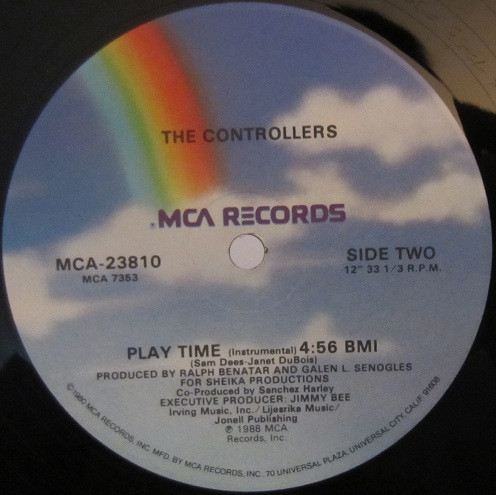 THE CONTROLLERS
MCA RECORDS
MCA-23810
MCA 7353
SIDE TWO
12" 33 1/3 R.P.M.
PLAY TIME (Instrumental) 4:56 BMI
(Sam Dees-Janet DuBois)
PRODUCED BY RALPH BENATAR AND GALEN L. SENOGLES
FOR SHEIKA PRODUCTIONS
Co-Produced by Sanchez Harley
EXECUTIVE PRODUCER: JIMMY BEE
Irving Music, Inc./Lijesrika Music/
Jonell Publishing
℗ 1988 MCA
Records, Inc.
©1980 MCA RECORDS, INC. MFD. BY MCA RECORDS, INC. 70 UNIVERSAL PLAZA, UNIVERSAL CITY, CALIF. 91608